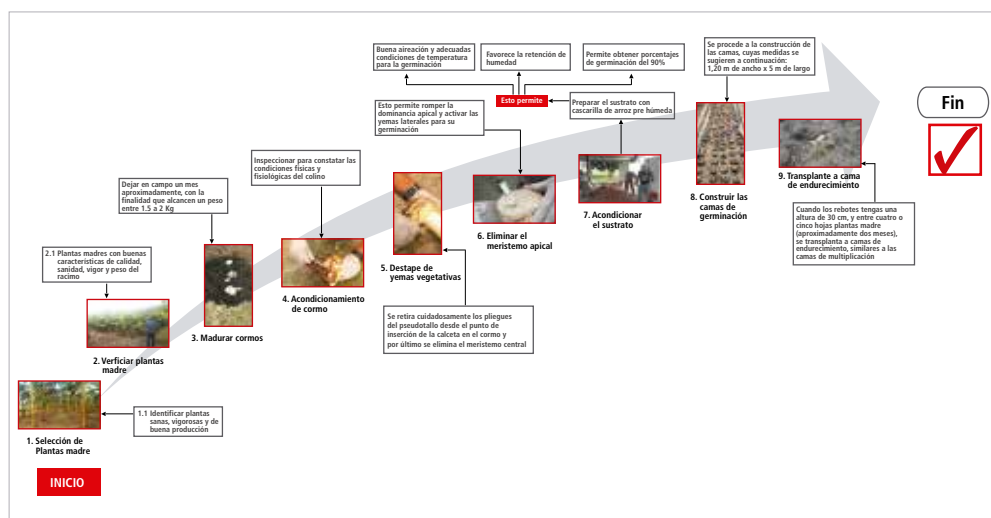 INICIO
1. Selección de
Plantas madre
1.1 Identificar plantas
sanas, vigorosas y de
buena producción
2. Verficiar plantas
madre
2.1 Plantas madres con buenas
características de calidad,
sanidad, vigor y peso del
racimo
3. Madurar cormos
Dejar en campo un mes
aproximadamente, con la
finalidad que alcancen un peso
entre 1.5 a 2 Kg
4. Acondicionamiento
de cormo
Inspeccionar para constatar las
condiciones físicas y
fisiológicas del colino
5. Destape de
yemas vegetativas
Se retira cuidadosamente los pliegues
del pseudotallo desde el punto de
inserción de la calceta en el cormo y
por último se elimina el meristemo central
6. Eliminar el
meristemo apical
Esto permite romper la
dominancia apical y activar las
yemas laterales para su
germinación
7. Acondicionar
el sustrato
Preparar el sustrato con
cascarilla de arroz pre húmeda
Esto permite
Buena aireación y adecuadas
condiciones de temperatura
para la germinación
Favorece la retención de
humedad
Permite obtener porcentajes
de germinación del 90%
8. Construir las
camas de
germinación
Se procede a la construcción de
las camas, cuyas medidas se
sugieren a continuación:
1,20 m de ancho x 5 m de largo
9. Transplante a cama
de endurecimiento
Cuando los rebotes tengas una
altura de 30 cm, y entre cuatro o
cinco hojas plantas madre
(aproximadamente dos meses),
se transplanta a camas de
endurecimiento, similares a las
camas de multiplicación
Fin